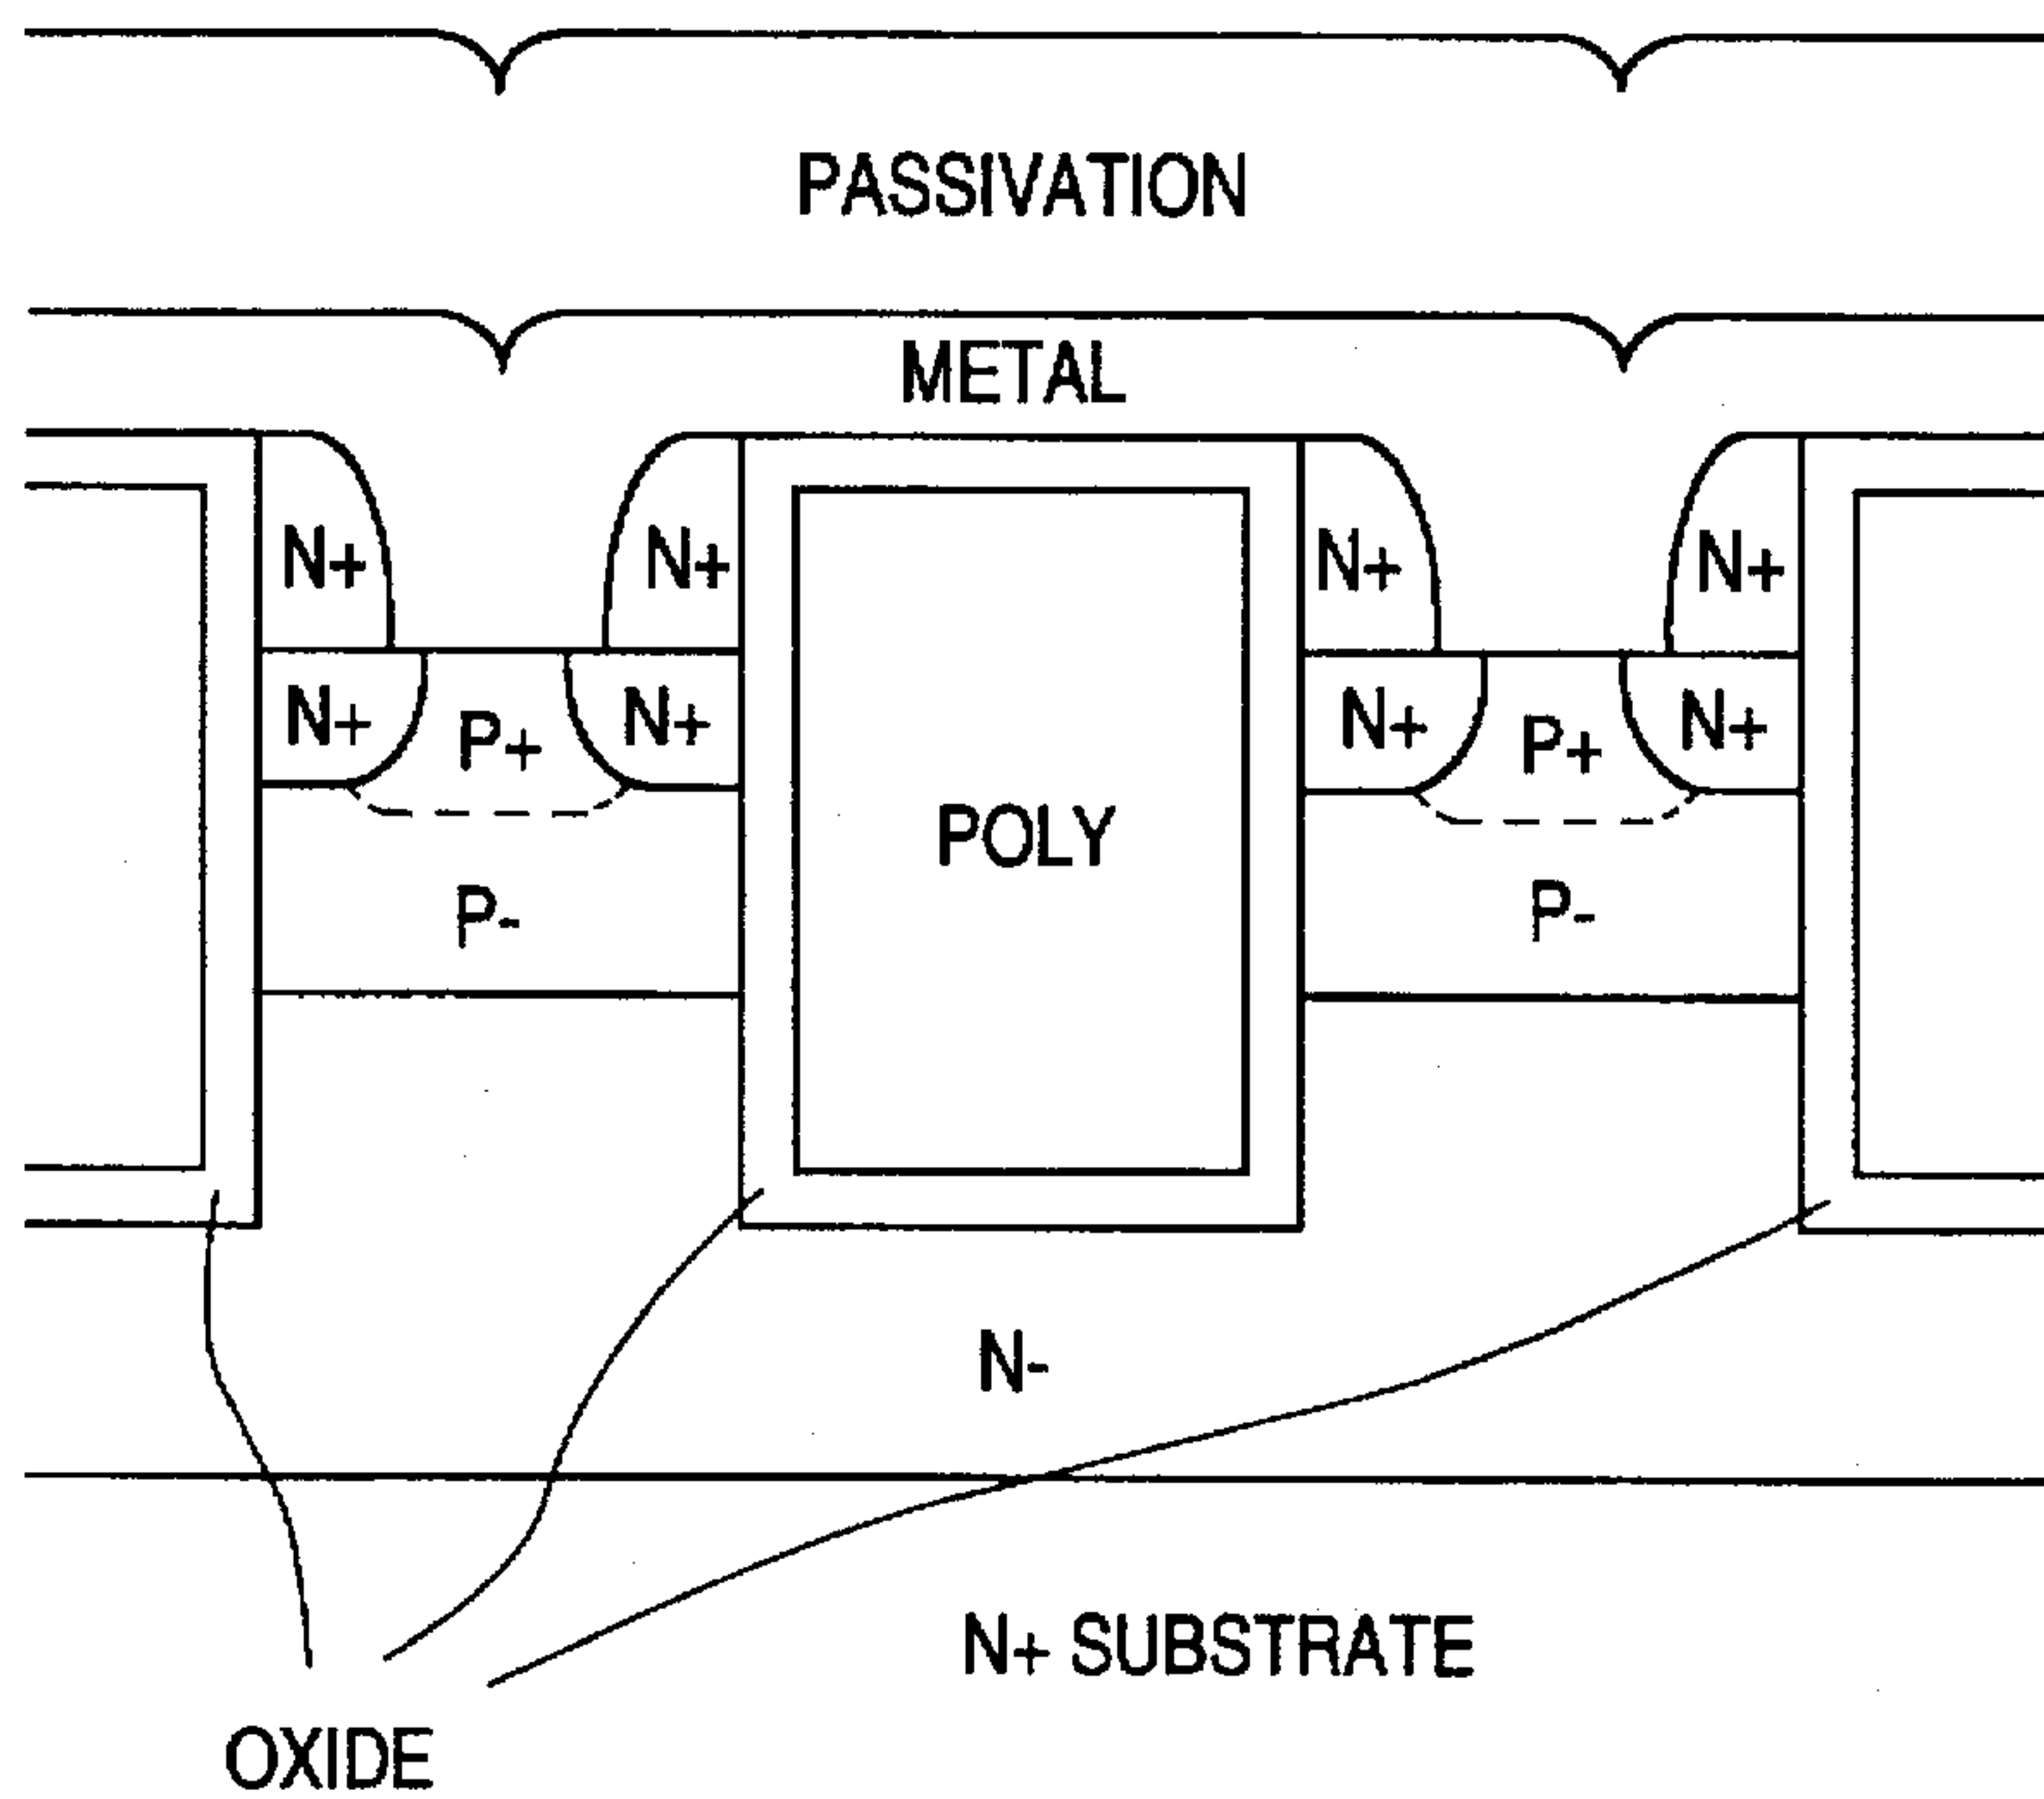 PASSIVATION
METAL
N+ N+ N+ N+
N+ P+ N+ N+ P+ N+
POLY
P- P-
N-
N+ SUBSTRATE
OXIDE